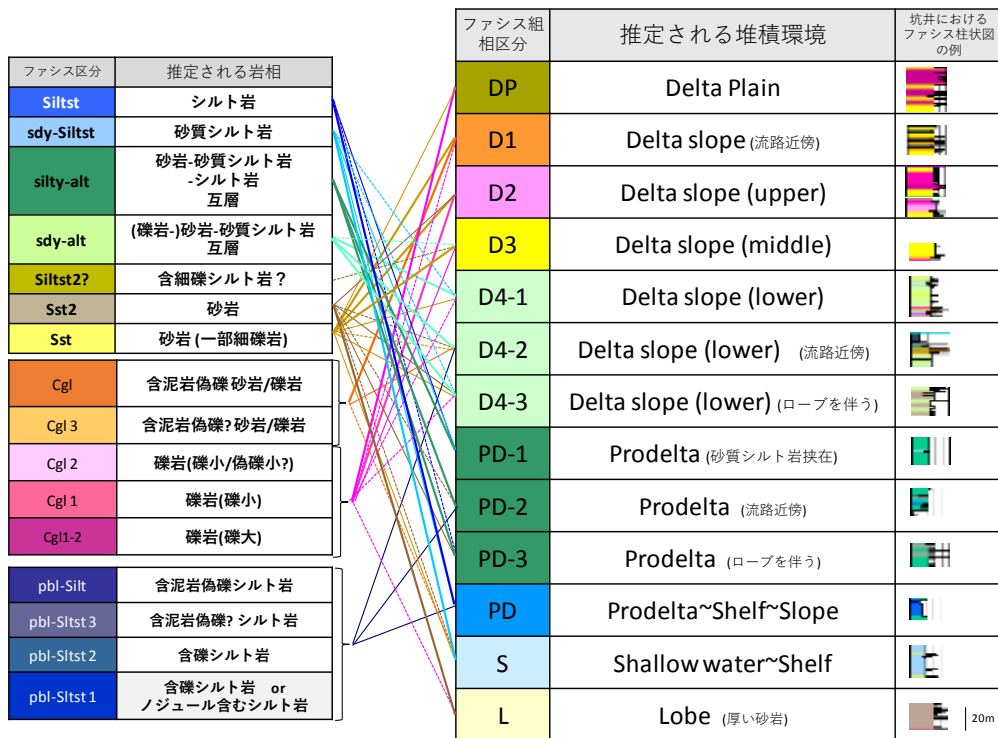 ファシス区分 推定される岩相
Siltst シルト岩
sdy-Siltst 砂質シルト岩
silty-alt 砂岩-砂質シルト岩
-シルト岩
互層
sdy-alt (礫岩-)砂岩-砂質シルト岩
互層
Siltst2? 含細礫シルト岩？
Sst2 砂岩
Sst 砂岩 (一部細礫岩)
Cgl 含泥岩偽礫 砂岩/礫岩
Cgl 3 含泥岩偽礫? 砂岩/礫岩
Cgl 2 礫岩(礫小/偽礫小?)
Cgl 1 礫岩(礫小)
Cgl1-2 礫岩(礫大)
pbl-Silt 含泥岩偽礫シルト岩
pbl-Sltst 3 含泥岩偽礫? シルト岩
pbl-Sltst 2 含礫シルト岩
pbl-Sltst 1 含礫シルト岩 or
ノジュール含むシルト岩
ファシス組
相区分
推定される堆積環境
坑井における
ファシス柱状図
の例
DP Delta Plain
D1 Delta slope (流路近傍)
D2 Delta slope (upper)
D3 Delta slope (middle)
D4-1 Delta slope (lower)
D4-2 Delta slope (lower) (流路近傍)
D4-3 Delta slope (lower) (ローブを伴う)
PD-1 Prodelta (砂質シルト岩挟在)
PD-2 Prodelta (流路近傍)
PD-3 Prodelta (ローブを伴う)
PD Prodelta~Shelf~Slope
S Shallow water~Shelf
L Lobe (厚い砂岩)
20m